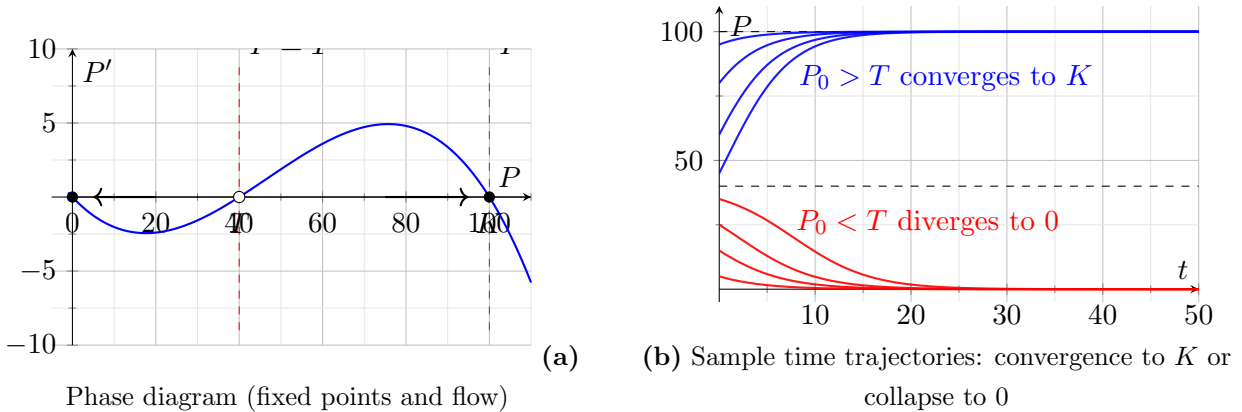 10
5
−5
−10
P′
P
0
20
40
60
80
100
T
K
(a)
Phase diagram (fixed points and flow)
100
50
P
P₀ > T converges to K
P₀ < T diverges to 0
t
10
20
30
40
50
(b) Sample time trajectories: convergence to K or
collapse to 0